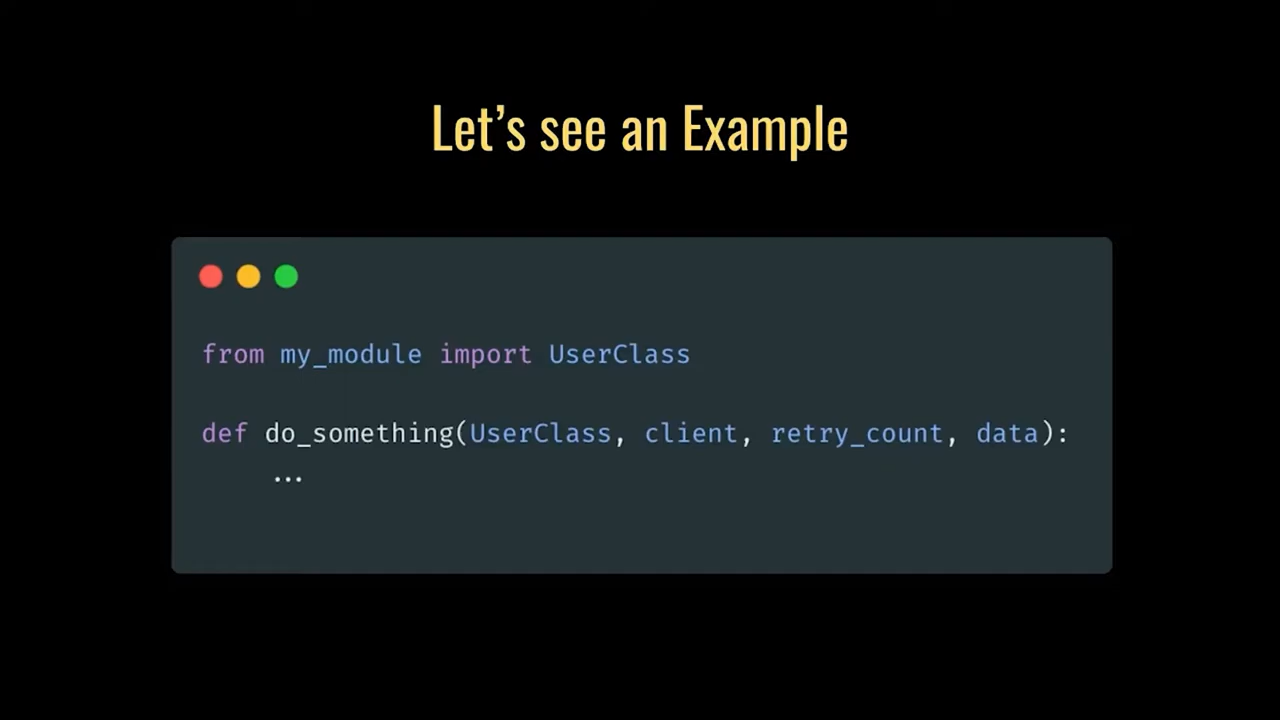 Let’s see an Example
from my_module import UserClass
def do_something(UserClass, client, retry_count, data):
...